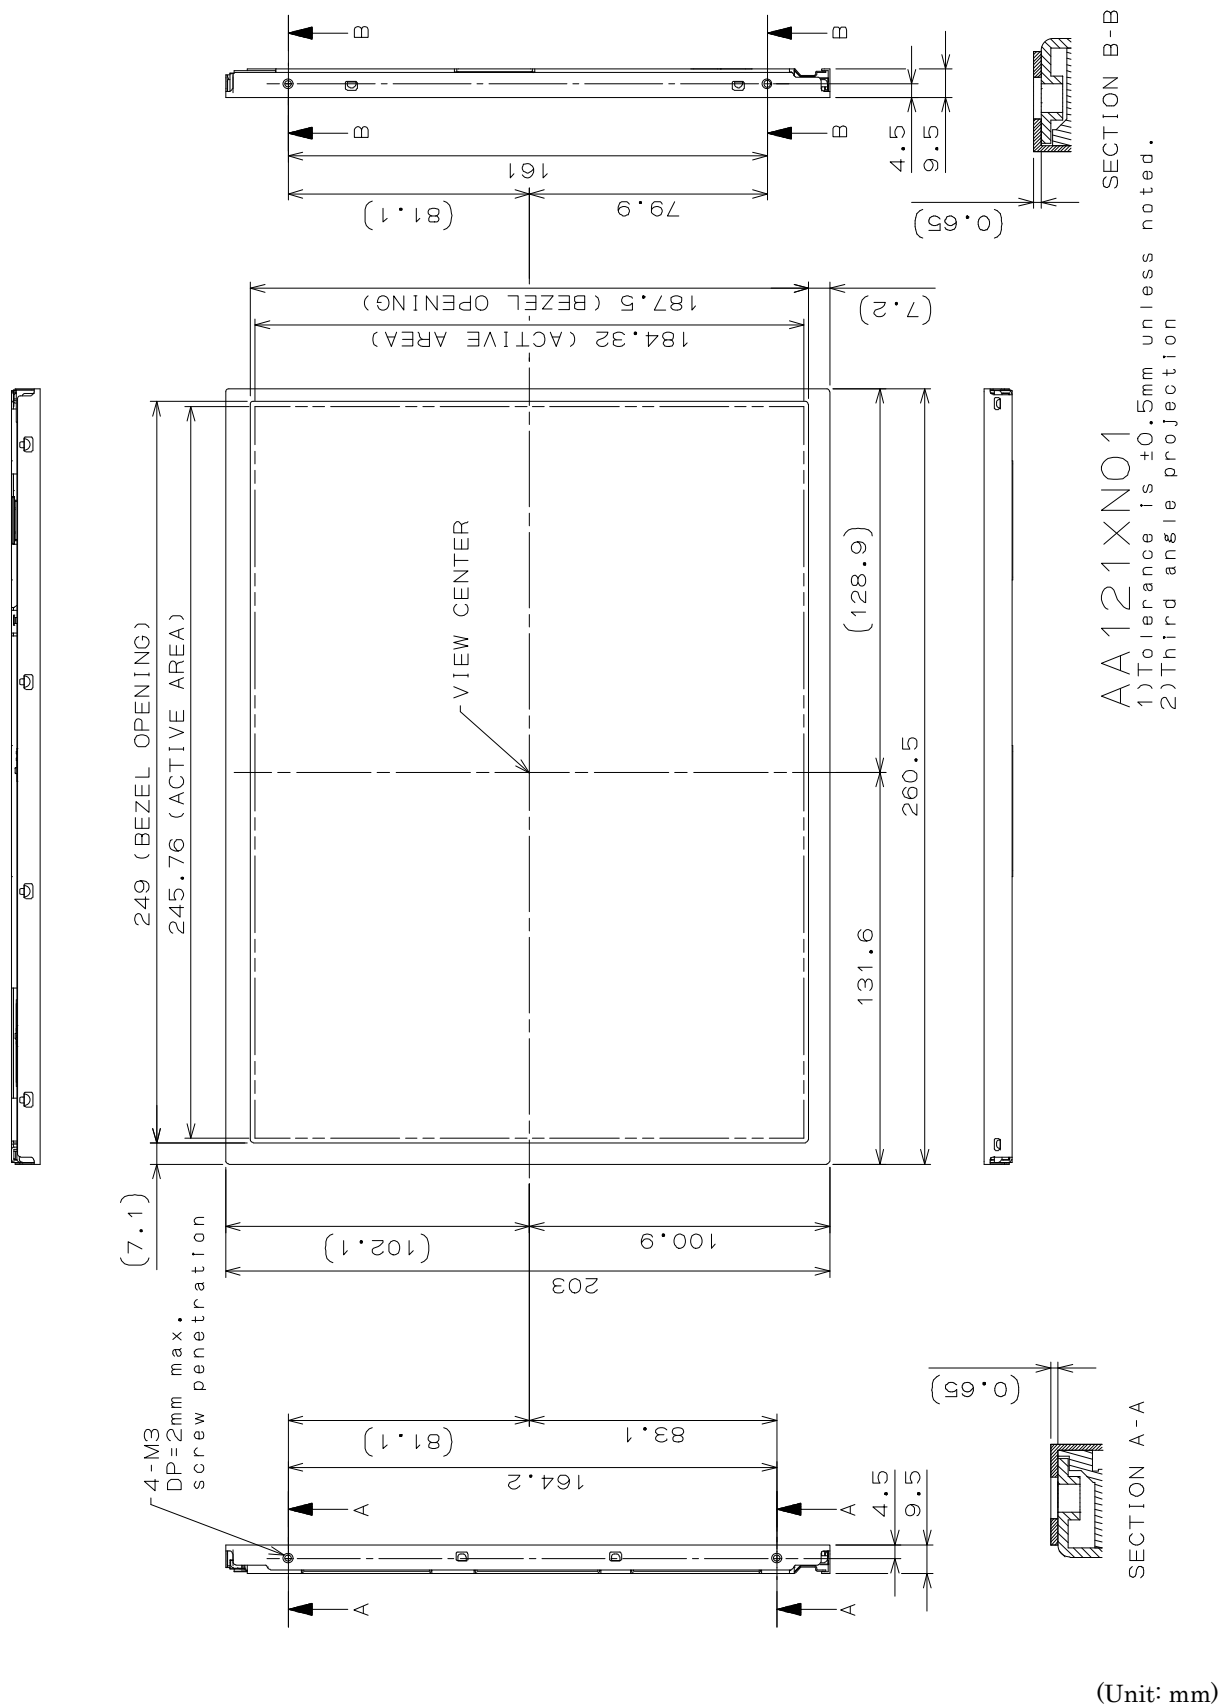 4-M3
DP=2mm max.
screw penetration
(7.1)
249 (BEZEL OPENING)
245.76 (ACTIVE AREA)
A
A
B
B
(81.1)
164.2
83.1
(102.1)
203
100.9
VIEW CENTER
184.32 (ACTIVE AREA)
187.5 (BEZEL OPENING)
(81.1)
161
79.9
A
A
B
B
4.5
9.5
131.6
(128.9)
260.5
(7.2)
4.5
9.5
(0.65)
(0.65)
SECTION A-A
SECTION B-B
AA121XN01
1)Tolerance is ±0.5mm unless noted.
2)Third angle projection
(Unit: mm)